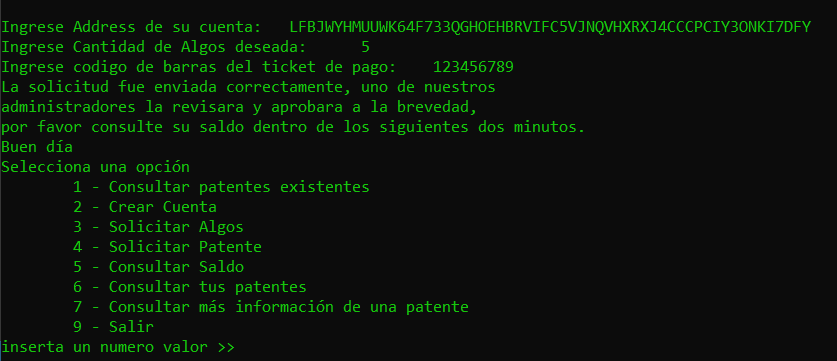 Ingrese Address de su cuenta: LFBJWYHMUUWK64F733QGHOEHBRVIFC5VJNQVHXRXJ4CCCPCIY3ONKI7DFY
Ingrese Cantidad de Algos deseada: 5
Ingrese codigo de barras del ticket de pago: 123456789
La solicitud fue enviada correctamente, uno de nuestros
administradores la revisara y aprobara a la brevedad,
por favor consulte su saldo dentro de los siguientes dos minutos.
Buen día
Selecciona una opción
1 - Consultar patentes existentes
2 - Crear Cuenta
3 - Solicitar Algos
4 - Solicitar Patente
5 - Consultar Saldo
6 - Consultar tus patentes
7 - Consultar más información de una patente
9 - Salir
inserta un numero valor >>